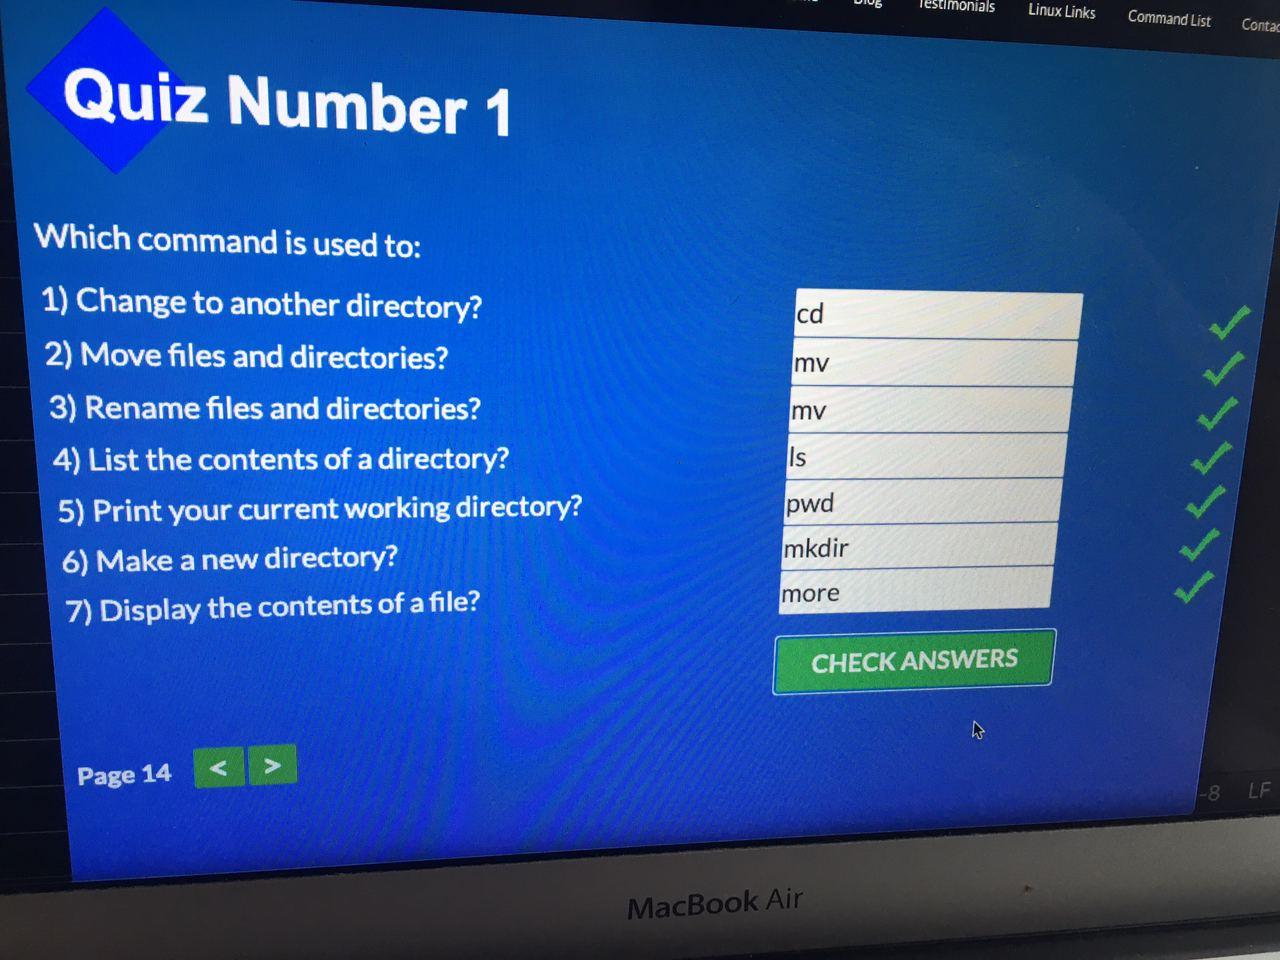 Blog
Testimonials
Linux Links
Command List
Quiz Number 1
Which command is used to:
1) Change to another directory?
cd
2) Move files and directories?
mv
3) Rename files and directories?
mv
4) List the contents of a directory?
ls
5) Print your current working directory?
pwd
6) Make a new directory?
mkdir
7) Display the contents of a file?
more
CHECK ANSWERS
Page 14 < >
-8 LF
MacBook Air